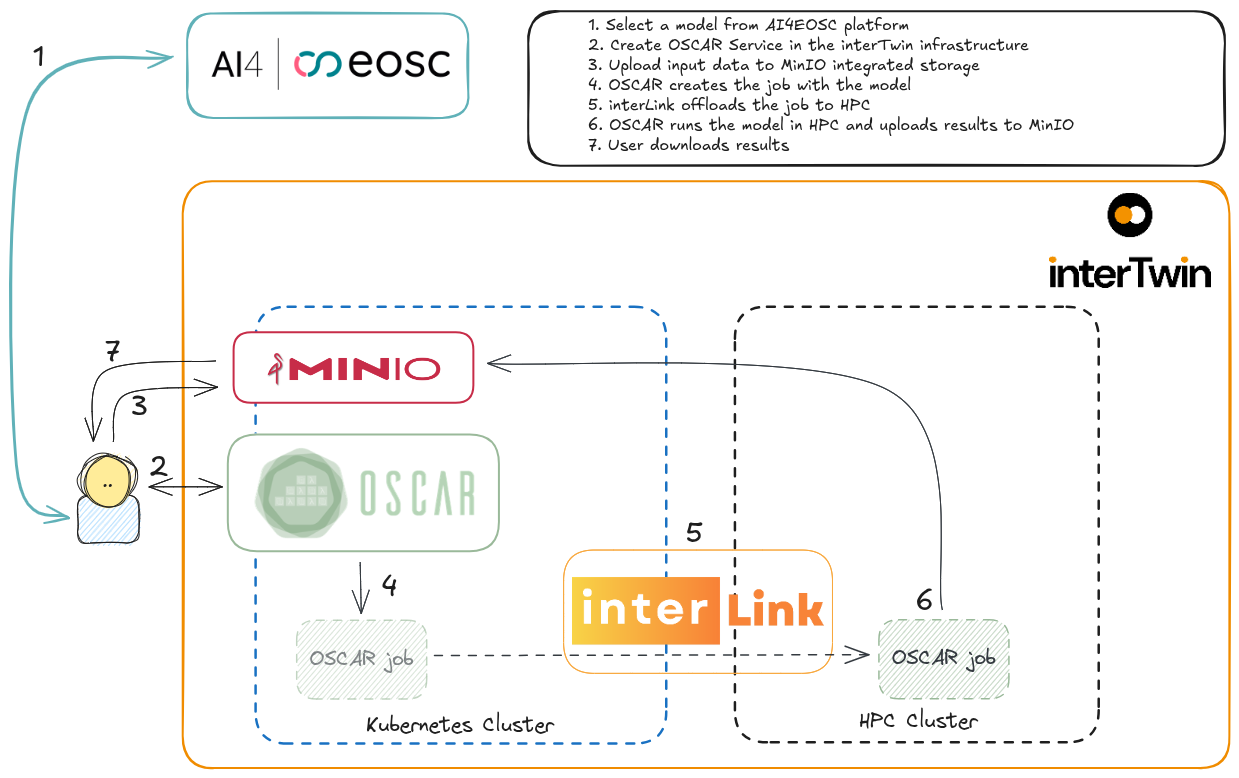 1
AI4 eosc
1. Select a model from AI4EOSC platform
2. Create OSCAR Service in the interTwin infrastructure
3. Upload input data to MinIO integrated storage
4. OSCAR creates the job with the model
5. interLink offloads the job to HPC
6. OSCAR runs the model in HPC and uploads results to MinIO
7. User downloads results
interTwin
7
MINIO
3
2
OSCAR
5
4
inter Link
6
OSCAR job
OSCAR job
Kubernetes Cluster
HPC Cluster